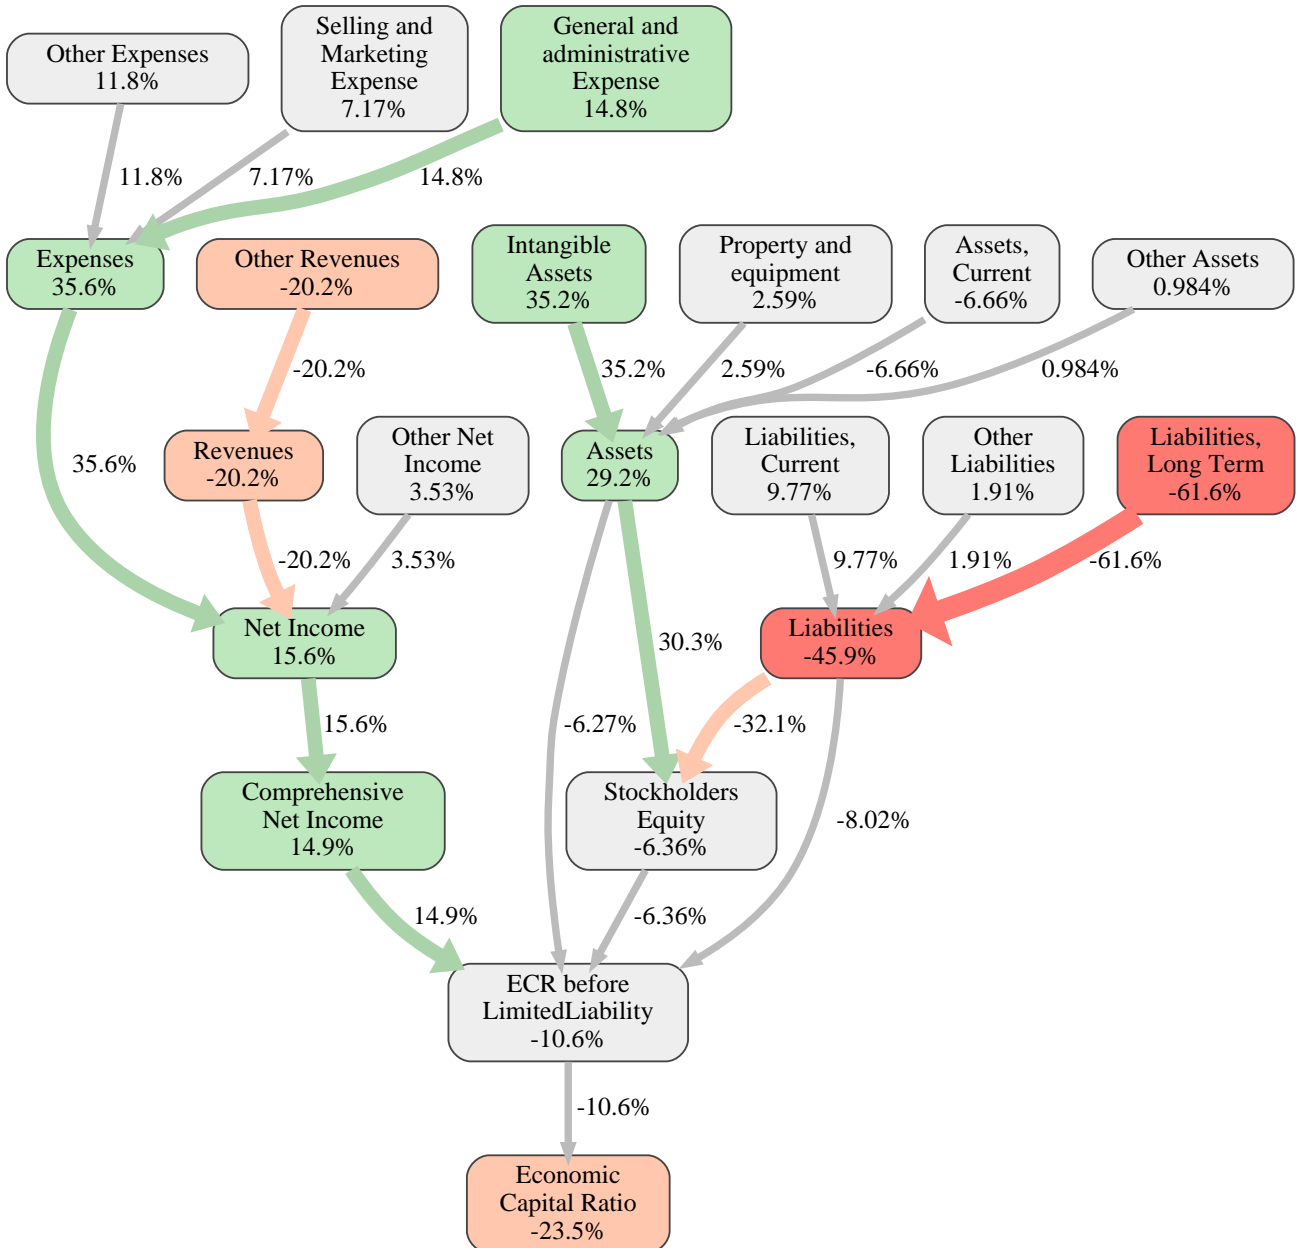 Other Expenses
11.8%
Selling and
Marketing
Expense
7.17%
General and
administrative
Expense
14.8%
11.8%
7.17%
14.8%
Expenses
35.6%
Other Revenues
-20.2%
Intangible
Assets
35.2%
Property and
equipment
2.59%
Assets,
Current
-6.66%
Other Assets
0.984%
-20.2%
35.2%
2.59%
-6.66%
0.984%
35.6%
Revenues
-20.2%
Other Net
Income
3.53%
Assets
29.2%
Liabilities,
Current
9.77%
Other
Liabilities
1.91%
Liabilities,
Long Term
-61.6%
-20.2%
3.53%
9.77%
1.91%
-61.6%
Net Income
15.6%
30.3%
Liabilities
-45.9%
15.6%
-6.27%
-32.1%
Comprehensive
Net Income
14.9%
Stockholders
Equity
-6.36%
-8.02%
14.9%
-6.36%
ECR before
LimitedLiability
-10.6%
-10.6%
Economic
Capital Ratio
-23.5%